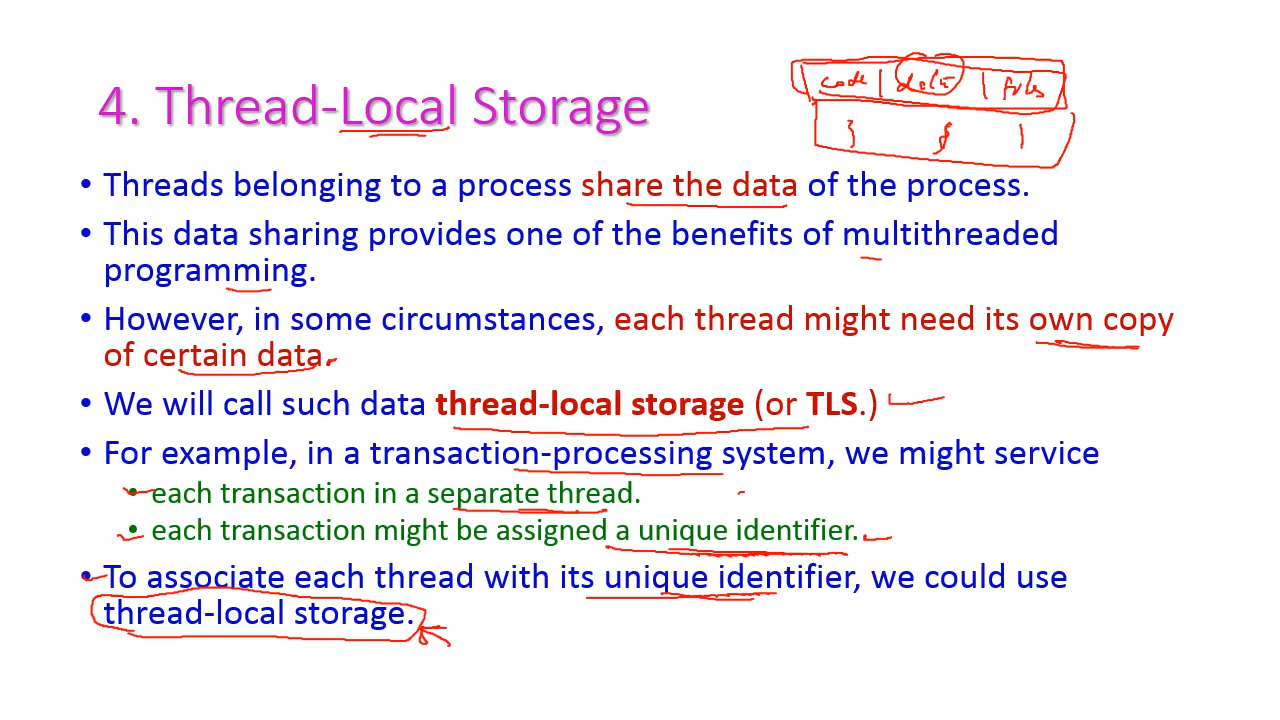 4. Thread-Local Storage
code | data | files
• Threads belonging to a process share the data of the process.
• This data sharing provides one of the benefits of multithreaded
programming.
• However, in some circumstances, each thread might need its own copy
of certain data.
• We will call such data thread-local storage (or TLS.)
• For example, in a transaction-processing system, we might service
• each transaction in a separate thread.
• each transaction might be assigned a unique identifier.
• To associate each thread with its unique identifier, we could use
thread-local storage.